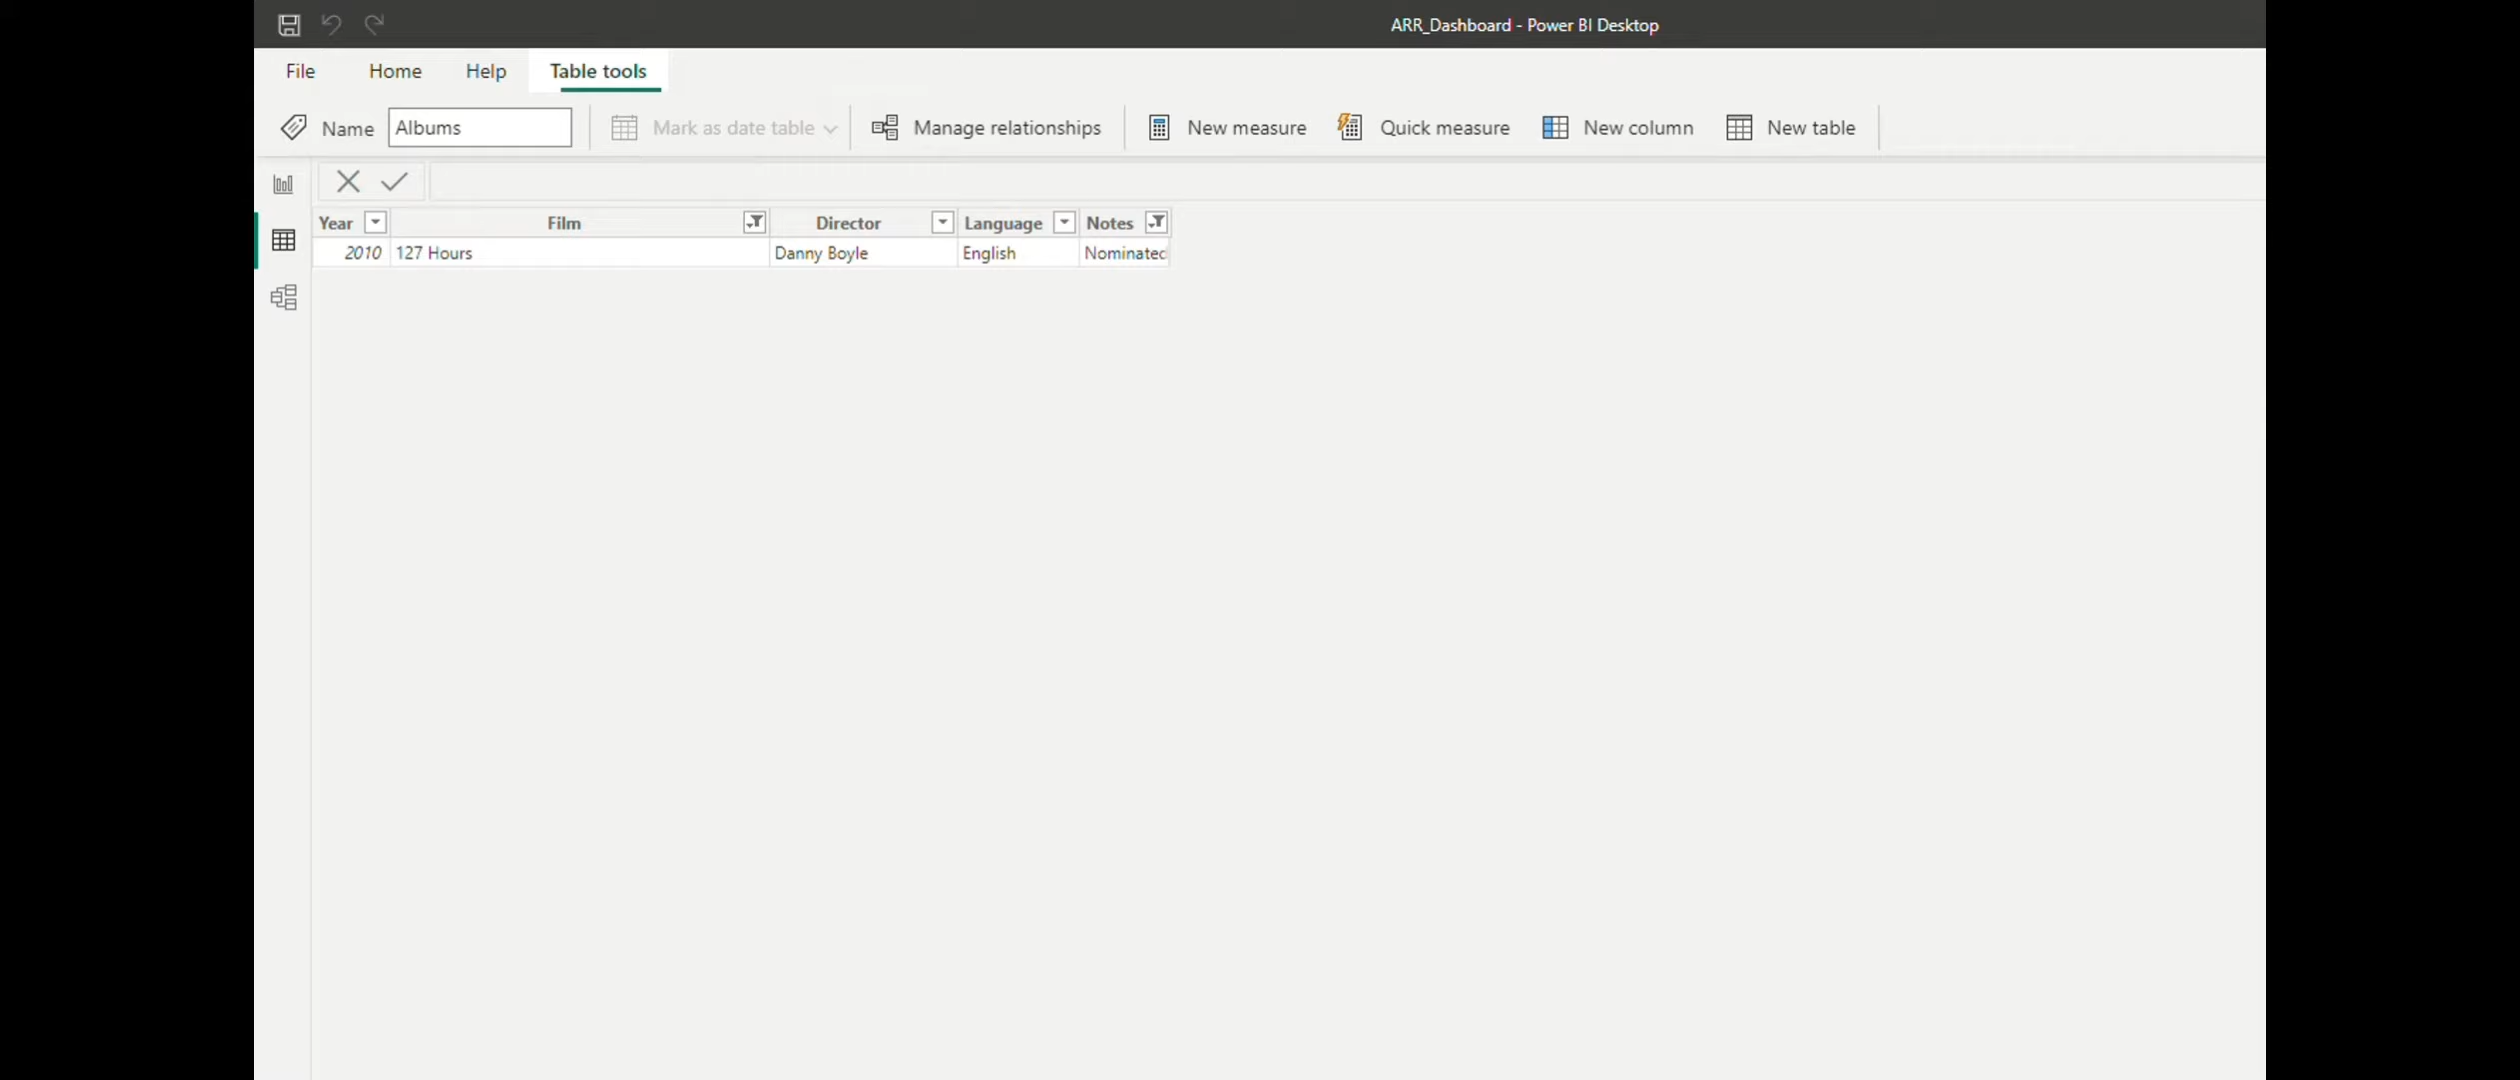 ARR_Dashboard - Power BI Desktop
File Home Help Table tools
Name Albums Mark as date table Manage relationships New measure Quick measure New column New table
Year Film Director Language Notes
2010 127 Hours Danny Boyle English Nominated